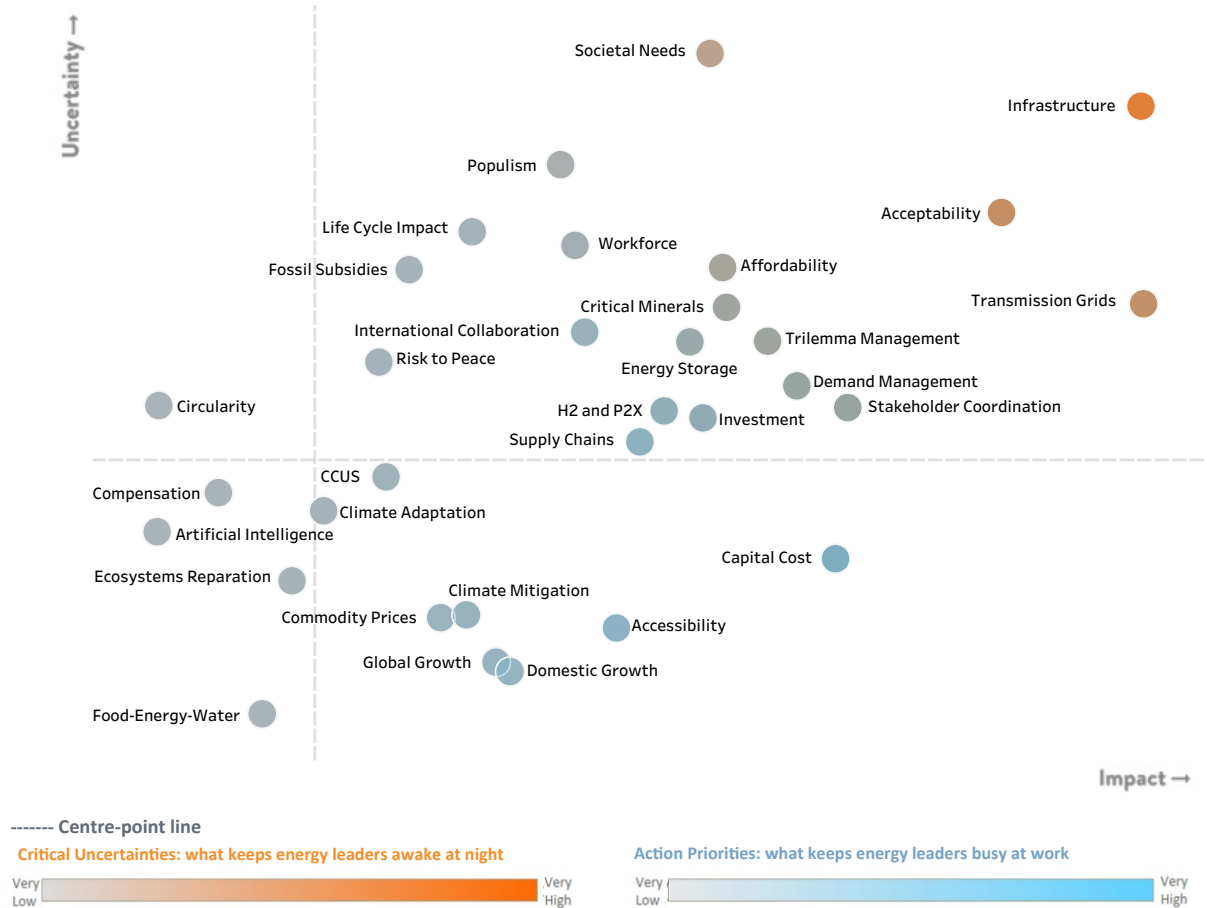 Uncertainty →
Societal Needs
Infrastructure
Populism
Acceptability
Life Cycle Impact
Workforce
Fossil Subsidies
Affordability
Transmission Grids
Critical Minerals
International Collaboration
Trilemma Management
Risk to Peace
Energy Storage
Demand Management
Circularity
H2 and P2X
Stakeholder Coordination
Investment
Supply Chains
CCUS
Compensation
Climate Adaptation
Artificial Intelligence
Capital Cost
Ecosystems Reparation
Climate Mitigation
Commodity Prices
Accessibility
Global Growth
Domestic Growth
Food-Energy-Water
Impact →
------- Centre-point line
Critical Uncertainties: what keeps energy leaders awake at night
Very Low
Very High
Action Priorities: what keeps energy leaders busy at work
Very Low
Very High